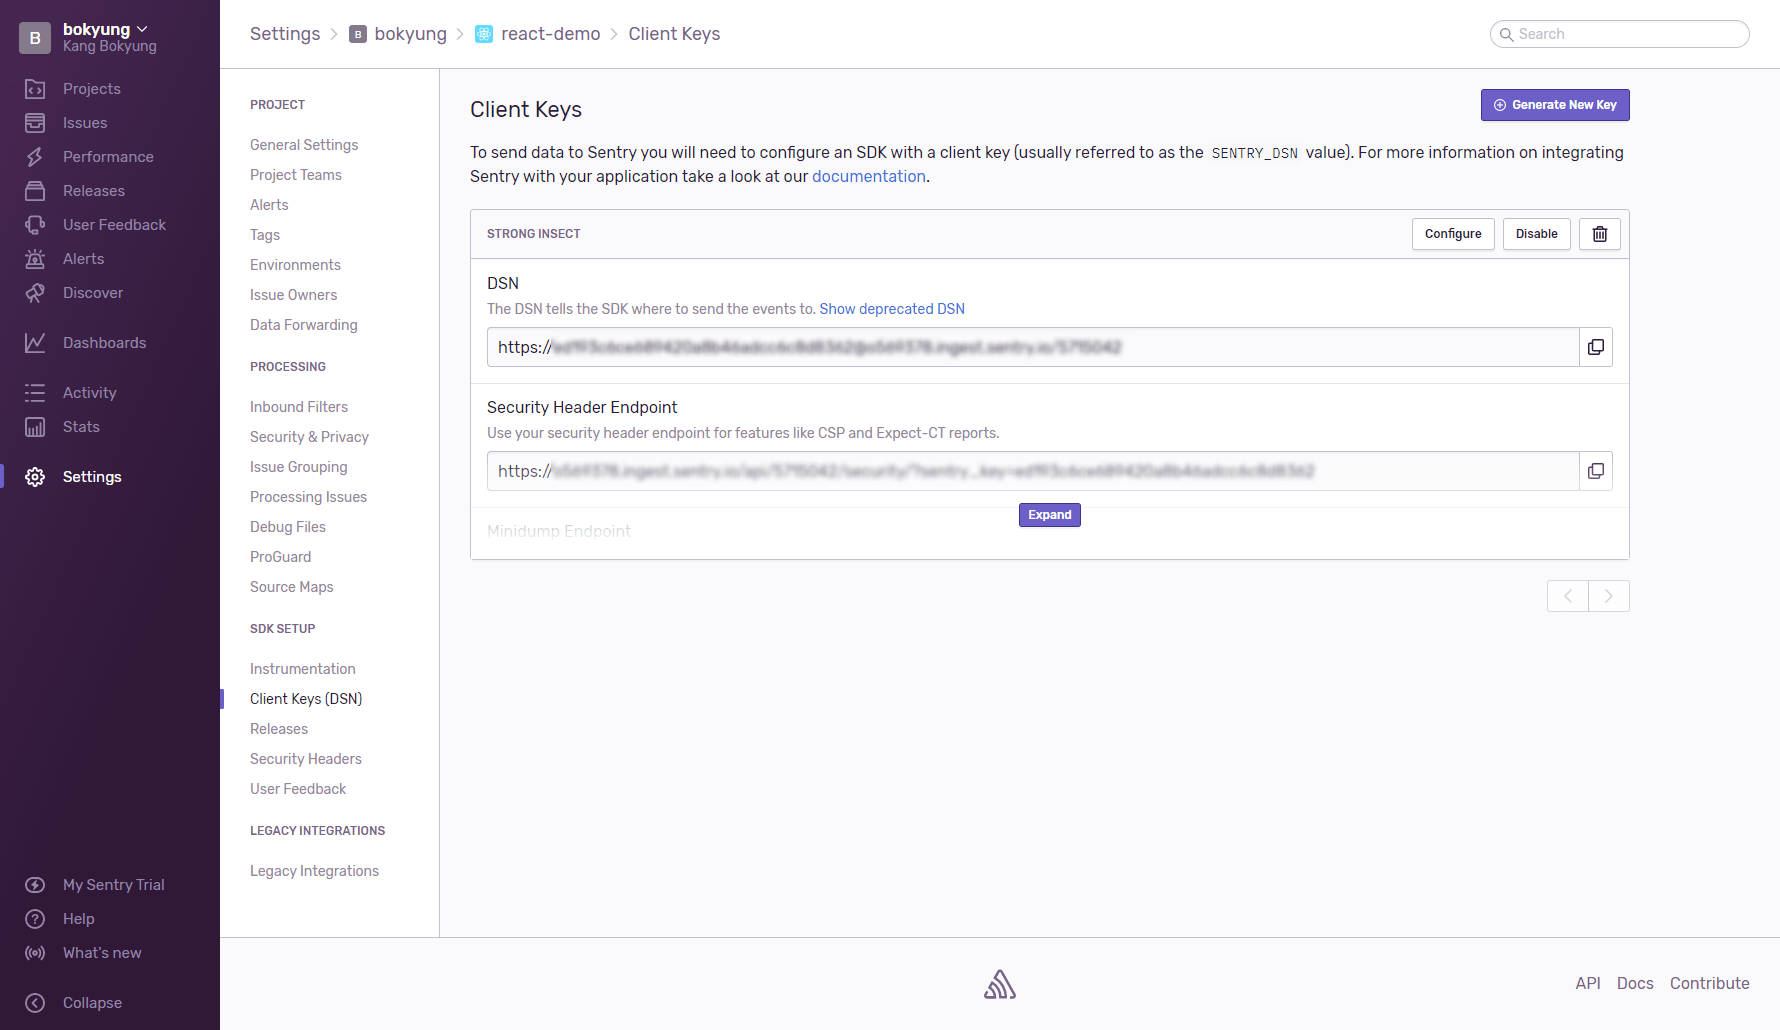 B
bokyung
Kang Bokyung
Projects
Issues
Performance
Releases
User Feedback
Alerts
Discover
Dashboards
Activity
Stats
Settings
My Sentry Trial
Help
What's new
Collapse
Settings > B bokyung > react-demo > Client Keys
Search
PROJECT
General Settings
Project Teams
Alerts
Tags
Environments
Issue Owners
Data Forwarding
PROCESSING
Inbound Filters
Security & Privacy
Issue Grouping
Processing Issues
Debug Files
ProGuard
Source Maps
SDK SETUP
Instrumentation
Client Keys (DSN)
Releases
Security Headers
User Feedback
LEGACY INTEGRATIONS
Legacy Integrations
Client Keys
Generate New Key
To send data to Sentry you will need to configure an SDK with a client key (usually referred to as the SENTRY_DSN value). For more information on integrating
Sentry with your application take a look at our documentation.
STRONG INSECT
Configure
Disable
DSN
The DSN tells the SDK where to send the events to. Show deprecated DSN
https://
Security Header Endpoint
Use your security header endpoint for features like CSP and Expect-CT reports.
https://
Expand
Minidump Endpoint
API
Docs
Contribute